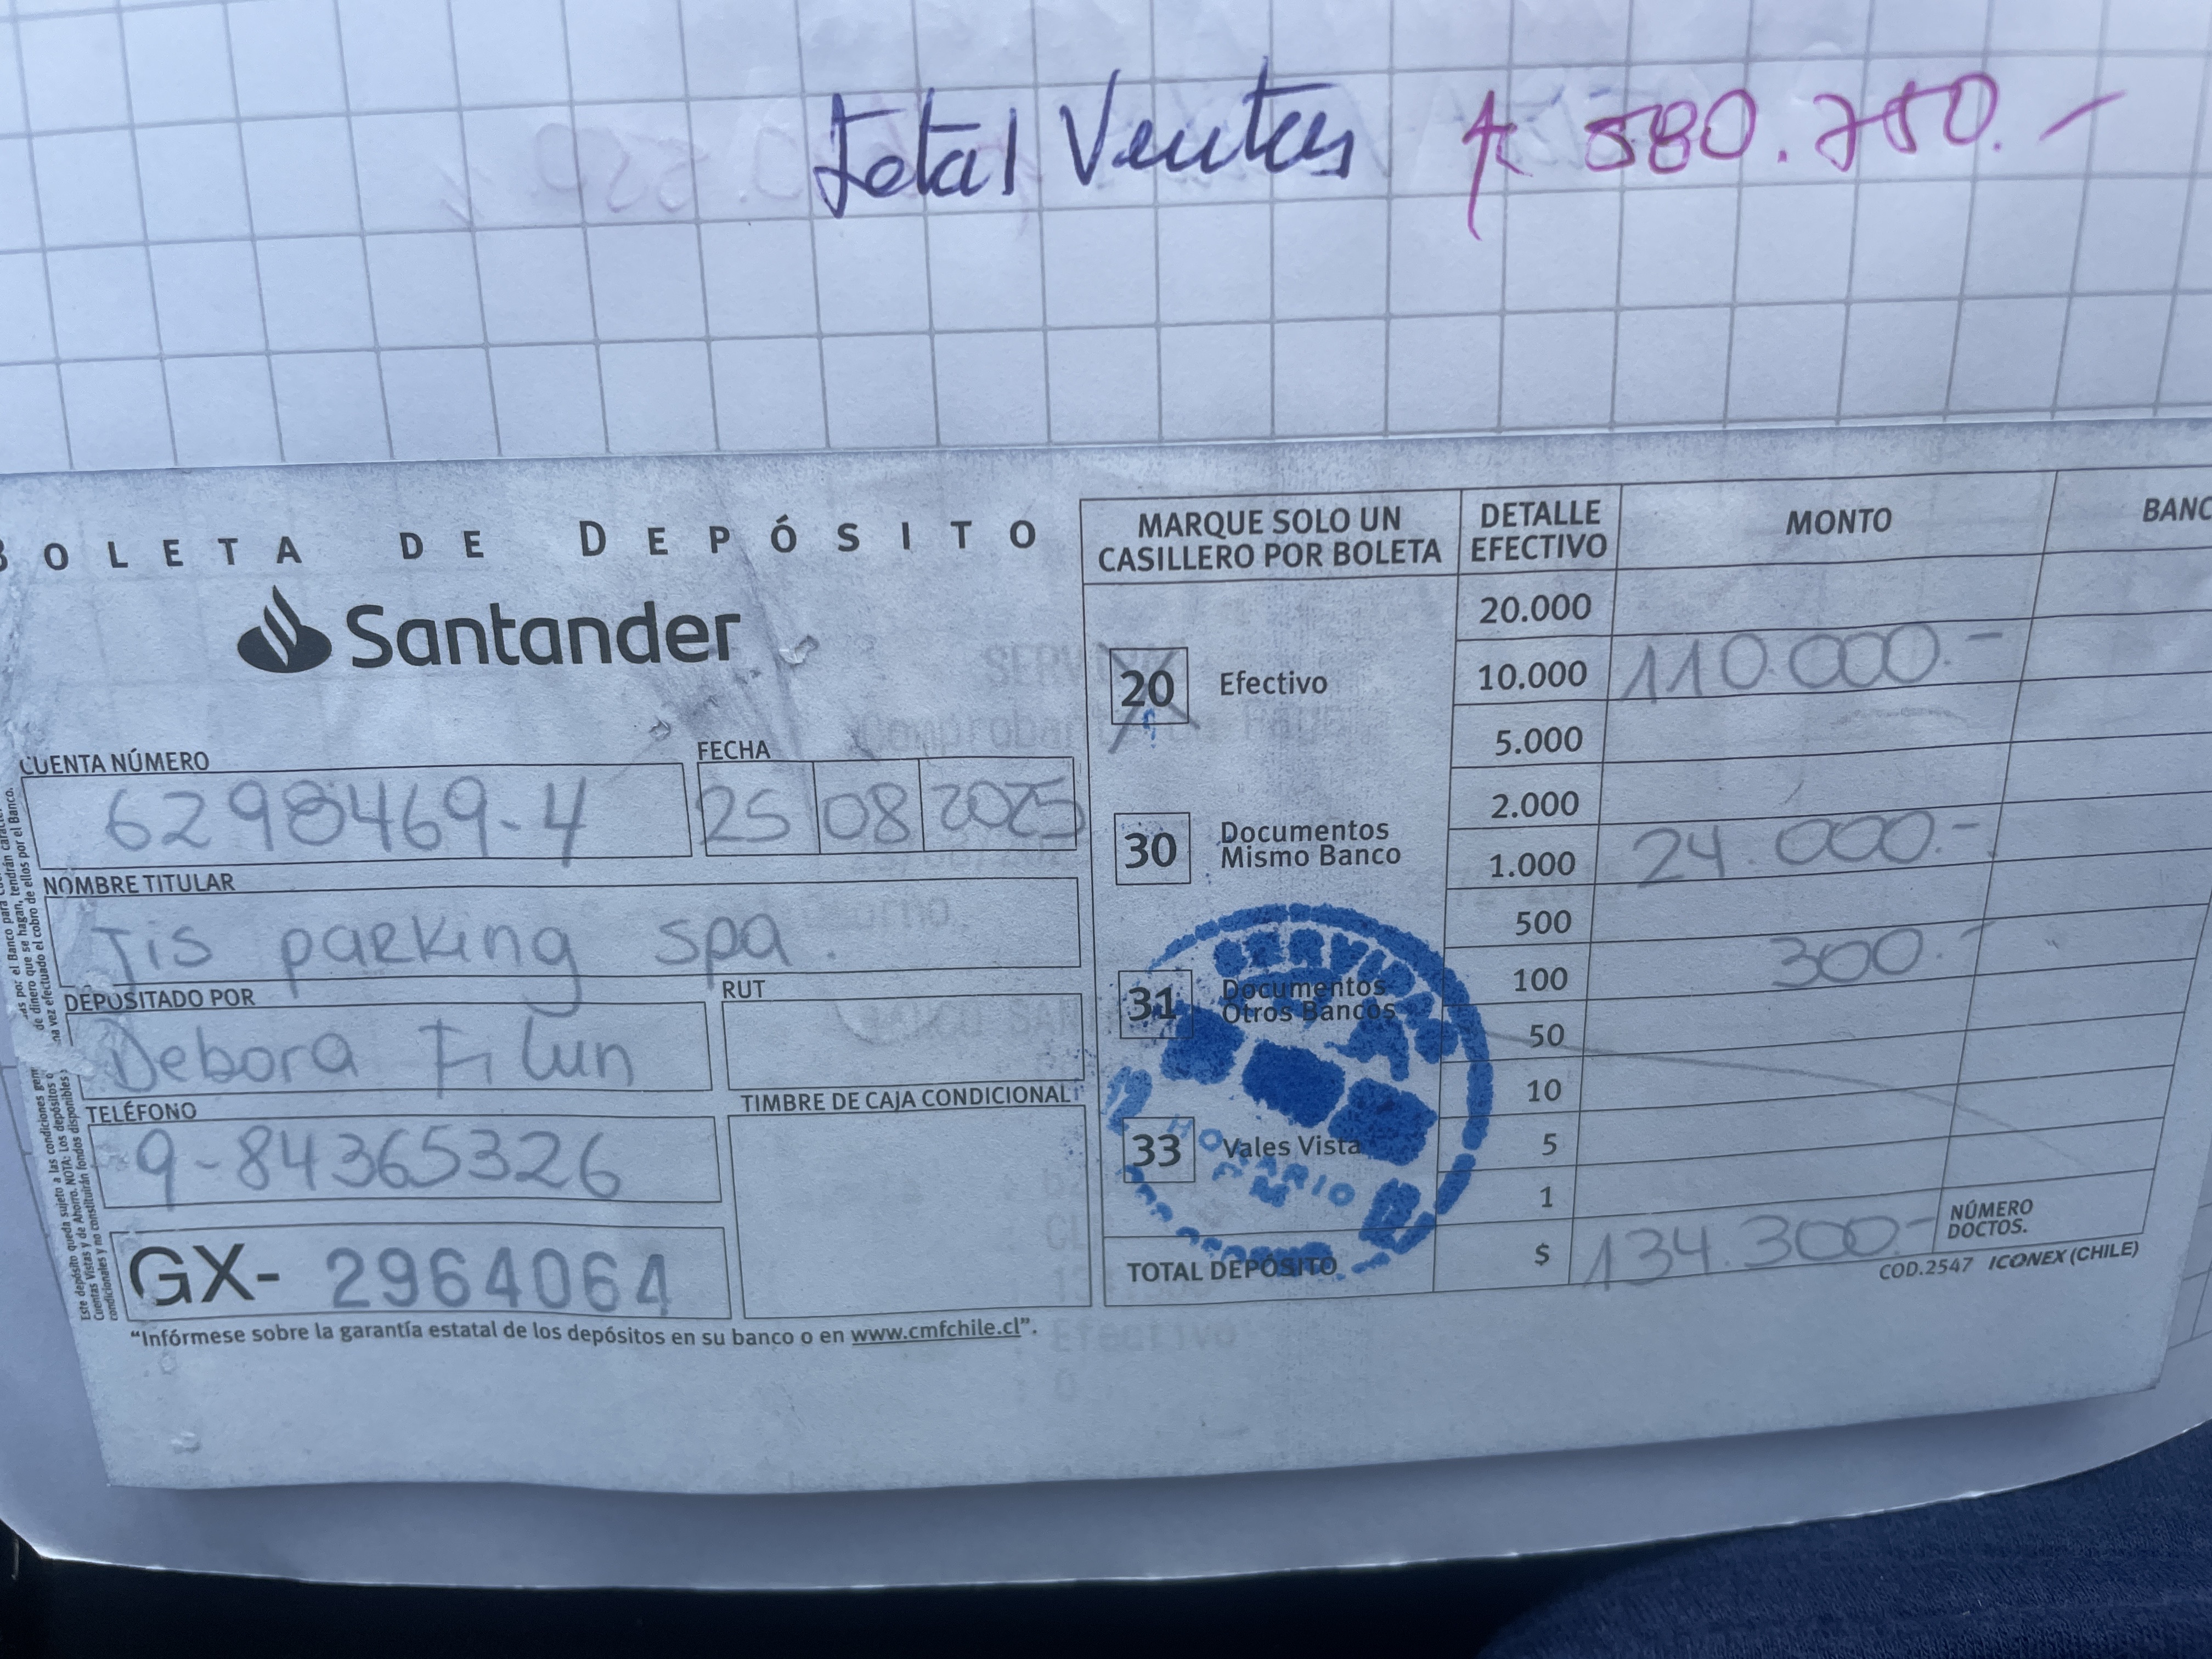 Total Ventas $ 580.750.-
BOLETA DE DEPÓSITO
Santander
CUENTA NÚMERO
6298469-4
FECHA
25 08 2025
NOMBRE TITULAR
Jis parking spa.
DEPOSITADO POR
Debora Filun
RUT
TELÉFONO
9-84365326
TIMBRE DE CAJA CONDICIONAL
GX- 2964064
"Infórmese sobre la garantía estatal de los depósitos en su banco o en www.cmfchile.cl".
MARQUE SOLO UN
CASILLERO POR BOLETA
20 Efectivo
30 Documentos
Mismo Banco
31 Documentos
Otros Bancos
33 Vales Vista
TOTAL DEPÓSITO
DETALLE
EFECTIVO
MONTO
BANC
20.000
10.000 110.000.-
5.000
2.000
1.000 24.000.-
500
100 300.-
50
10
5
1
$ 134.300.-
NÚMERO
DOCTOS.
COD.2547 ICONEX (CHILE)
HORARIO